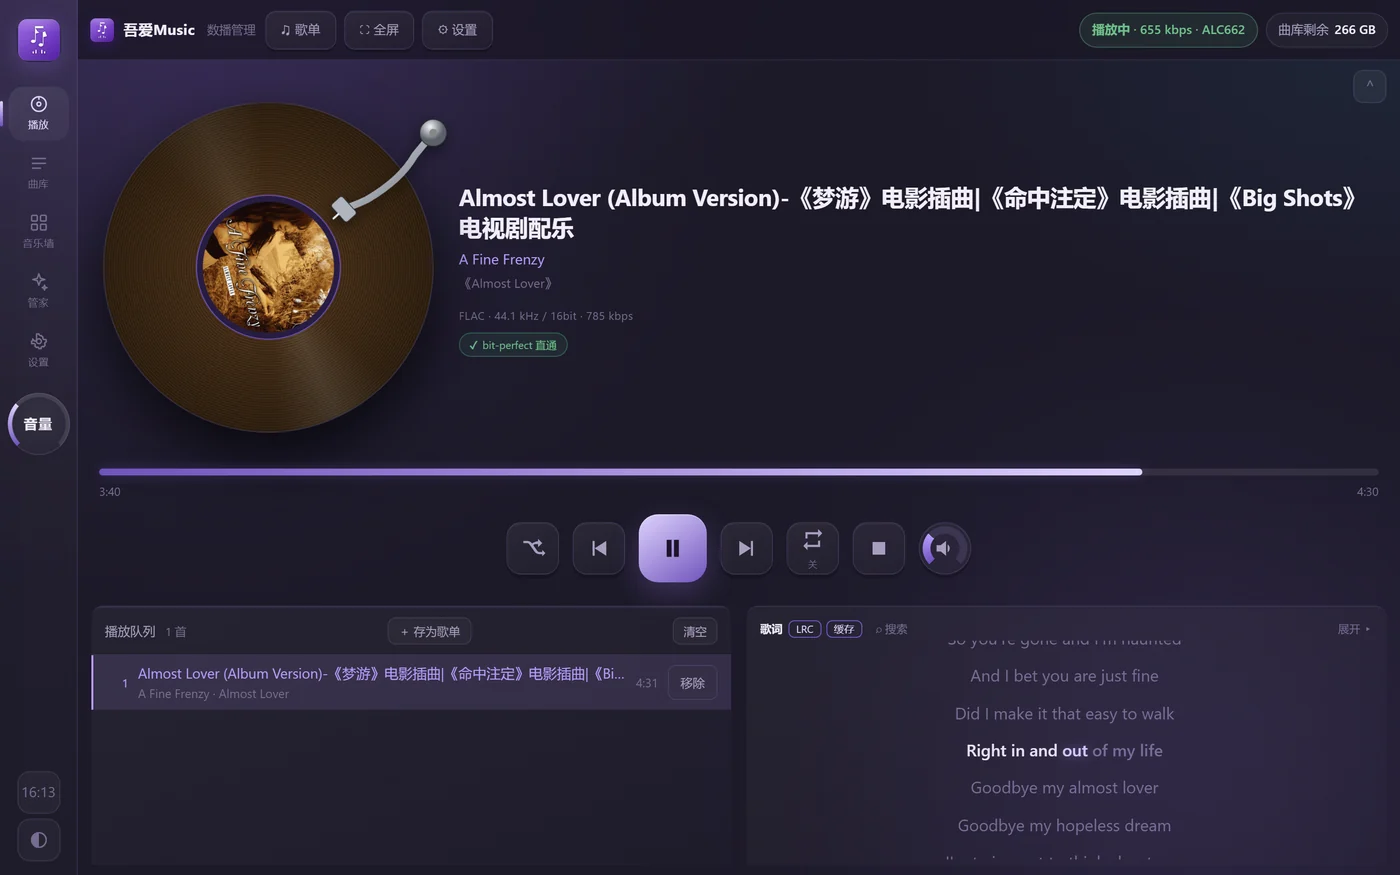 吾爱Music 数播管理 ♫ 歌单 全屏 设置 播放中 · 655 kbps · ALC662 曲库剩余 266 GB
播放
曲库
音乐墙
管家
设置
音量
16:13
A Fine Frenzy
Almost Lover (Album Version)-《梦游》电影插曲|《命中注定》电影插曲|《Big Shots》
电视剧配乐
A Fine Frenzy
《Almost Lover》
FLAC · 44.1 kHz / 16bit · 785 kbps
✓ bit-perfect 直通
3:40 4:30
关
播放队列 1 首 + 存为歌单 清空
1 Almost Lover (Album Version)-《梦游》电影插曲|《命中注定》电影插曲|《Bi... 4:31 移除
A Fine Frenzy · Almost Lover
歌词 LRC 缓存 搜索 展开
So you're gone and I'm haunted
And I bet you are just fine
Did I make it that easy to walk
Right in and out of my life
Goodbye my almost lover
Goodbye my hopeless dream